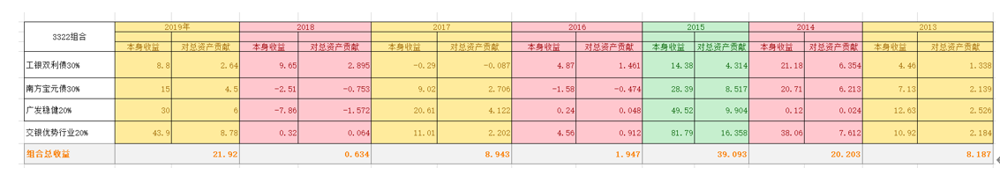 3322组合 2019年 2018 2017 2016 2015 2014 2013
本身收益 对总资产贡献 本身收益 对总资产贡献 本身收益 对总资产贡献 本身收益 对总资产贡献 本身收益 对总资产贡献 本身收益 对总资产贡献 本身收益 对总资产贡献
工银双利债30% 8.8 2.64 9.65 2.895 -0.29 -0.087 4.87 1.461 14.38 4.314 21.18 6.354 4.46 1.338
南方宝元债30% 15 4.5 -2.51 -0.753 9.02 2.706 -1.58 -0.474 28.39 8.517 20.71 6.213 7.13 2.139
广发稳健20% 30 6 -7.86 -1.572 20.61 4.122 0.24 0.048 49.52 9.904 0.12 0.024 12.63 2.526
交银优势行业20% 43.9 8.78 0.32 0.064 11.01 2.202 4.56 0.912 81.79 16.358 38.06 7.612 10.92 2.184
组合总收益 21.92 0.634 8.943 1.947 39.093 20.203 8.187